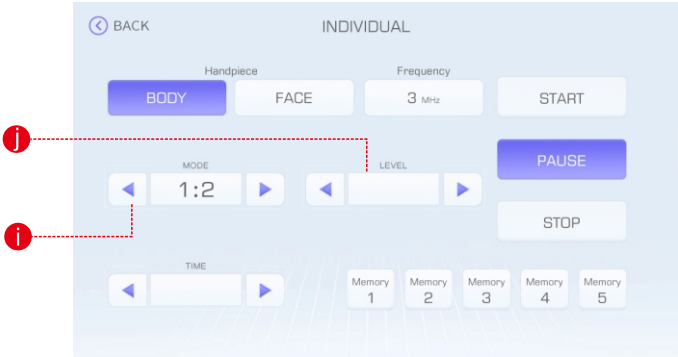 BACK
INDIVIDUAL
Handpiece
Frequency
BODY
FACE
3 MHz
START
j
MODE
LEVEL
PAUSE
1:2
i
STOP
TIME
Memory 1
Memory 2
Memory 3
Memory 4
Memory 5